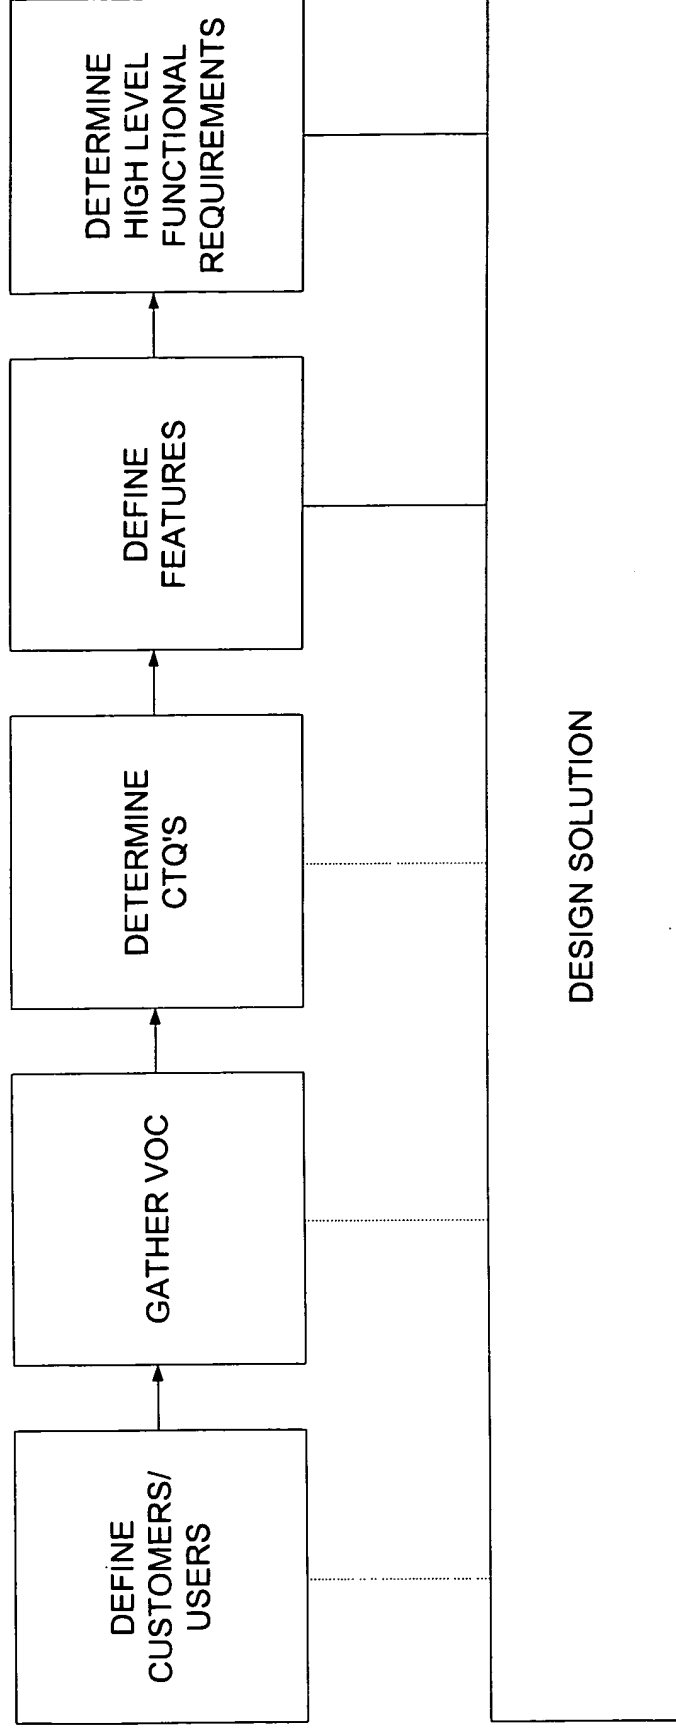 DEFINE
CUSTOMERS/
USERS
GATHER VOC
DETERMINE
CTQ'S
DEFINE
FEATURES
DETERMINE
HIGH LEVEL
FUNCTIONAL
REQUIREMENTS
DESIGN SOLUTION